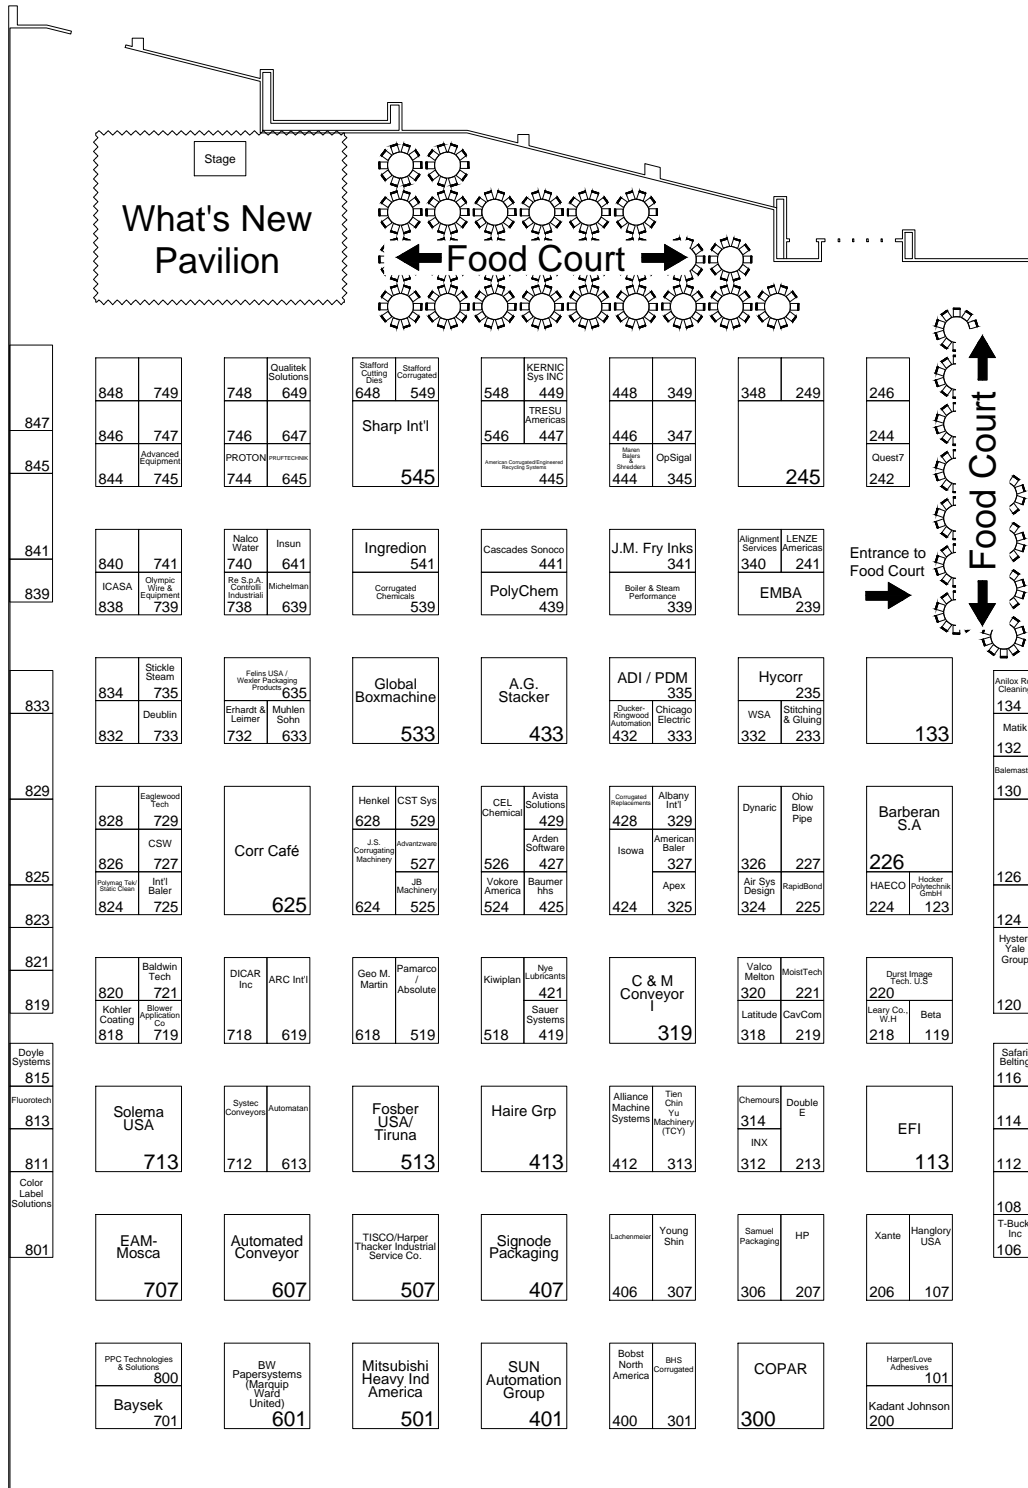 Stage
What's New
Pavilion
Food Court
Food Court
Entrance to
Food Court
847
845
841
839
833
829
825
823
821
819
Doyle
Systems
815
Fluorotech
813
811
Color
Label
Solutions
801
848
749
846
747
844
Advanced
Equipment
745
748
Qualitek
Solutions
649
746
647
PROTON
744
PRUFTECHNIK
645
Stafford
Cutting
Dies
648
Stafford
Corrugated
549
Sharp Int'l
545
548
KERNIC
Sys INC
449
546
TRESU
Americas
447
American Corrugated/Engineered
Recycling Systems
445
448
349
446
347
Maren
Balers
&
Shredders
444
OpSigal
345
348
249
245
246
244
Quest7
242
840
741
ICASA
838
Olympic
Wire &
Equipment
739
Nalco
Water
740
Insun
641
Re S.p.A.
Controlli
Industriali
738
Michelman
639
Ingredion
541
Corrugated
Chemicals
539
Cascades Sonoco
441
PolyChem
439
J.M. Fry Inks
341
Boiler & Steam
Performance
339
Alignment
Services
340
LENZE
Americas
241
EMBA
239
834
Stickle
Steam
735
832
Deublin
733
Felins USA /
Wexler Packaging
Products
635
Erhardt &
Leimer
732
Muhlen
Sohn
633
Global
Boxmachine
533
A.G.
Stacker
433
ADI / PDM
335
Ducker-
Ringwood
Automation
432
Chicago
Electric
333
Hycorr
235
WSA
332
Stitching
& Gluing
233
133
134
Matik
132
130
828
Eaglewood
Tech
729
826
CSW
727
Polymag Tek/
Static Clean
824
Int'l
Baler
725
Corr Café
625
Henkel
628
CST Sys
529
J.S.
Corrugating
Machinery
624
Advantzware
527
JB
Machinery
525
CEL
Chemical
526
Avista
Solutions
429
Arden
Software
427
Vokore
America
524
Baumer
hhs
425
Corrugated
Replacements
428
Albany
Int'l
329
Isowa
424
American
Baler
327
Apex
325
Dynaric
326
Ohio
Blow
Pipe
227
Air Sys
Design
324
RapidBond
225
Barberan
S.A
226
HAECO
224
Hocker
Polytechnik
GmbH
123
126
124
Hyster
Yale
Group
120
820
Baldwin
Tech
721
Kohler
Coating
818
Blower
Application
Co
719
DICAR
Inc
718
ARC Int'l
619
Geo M.
Martin
618
Pamarco
/
Absolute
519
Kiwiplan
518
Nye
Lubricants
421
Sauer
Systems
419
C & M
Conveyor
I
319
Valco
Melton
320
MoistTech
221
Latitude
318
CavCom
219
Durst Image
Tech. U.S
220
Leary Co.,
W.H
218
Beta
119
Safari
Belting
116
114
112
108
Solema
USA
713
Systec
Conveyors
712
Automatan
613
Fosber
USA/
Tiruna
513
Haire Grp
413
Alliance
Machine
Systems
412
Tien
Chin
Yu
Machinery
(TCY)
313
Chemours
314
INX
312
Double
E
213
EFI
113
T-Buck
Inc
106
EAM-
Mosca
707
Automated
Conveyor
607
TISCO/Harper
Thacker Industrial
Service Co.
507
Signode
Packaging
407
Lachenmeier
406
Young
Shin
307
Samuel
Packaging
306
HP
207
Xante
206
Hanglory
USA
107
PPC Technologies
& Solutions
800
Baysek
701
BW
Papersystems
(Marquip
Ward
United)
601
Mitsubishi
Heavy Ind
America
501
SUN
Automation
Group
401
Bobst
North
America
400
BHS
Corrugated
301
COPAR
300
Harper/Love
Adhesives
101
Kadant Johnson
200